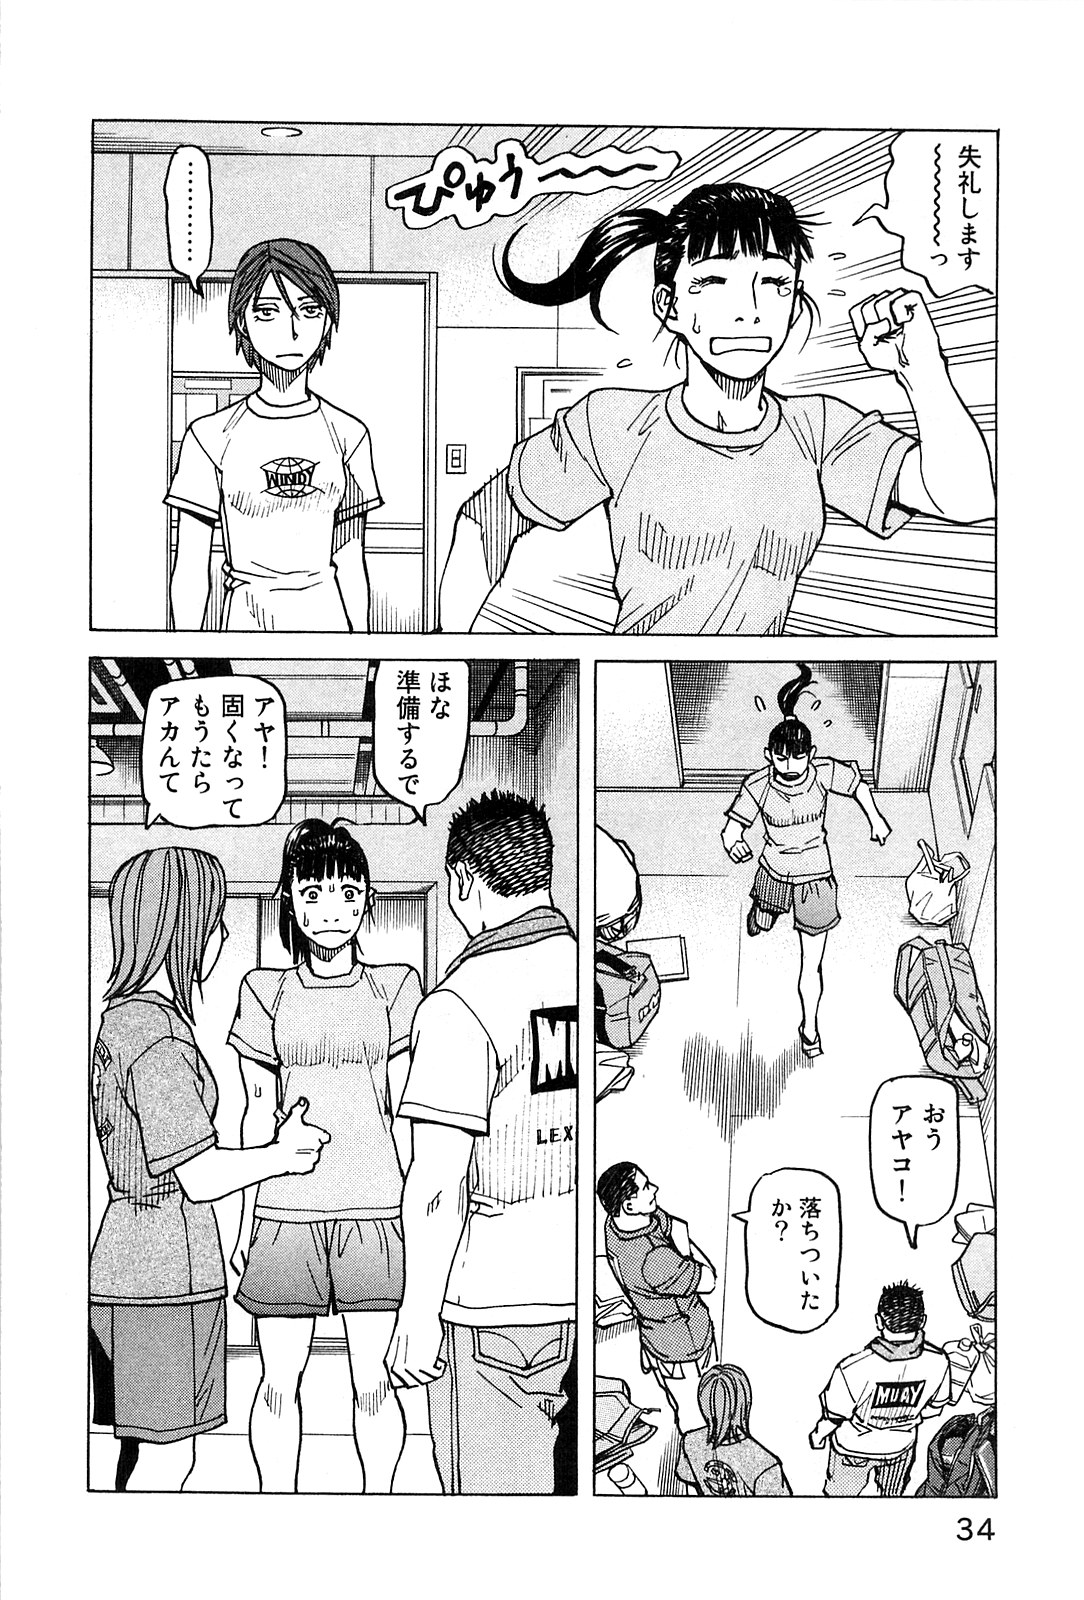 失礼します〜〜〜っ
ぴゅう〜〜
…………
WINDY
おう
アヤコ！
落ちついた
か？
MUAY
ほな
準備するで
アヤ！
固くなって
もうたら
アカんて
MU
LEX
34